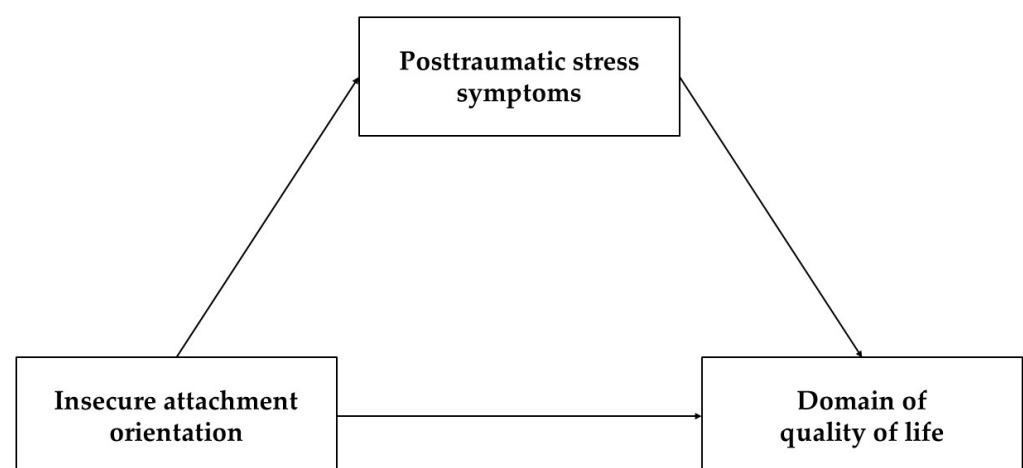 Posttraumatic stress
symptoms
Insecure attachment
orientation
Domain of
quality of life